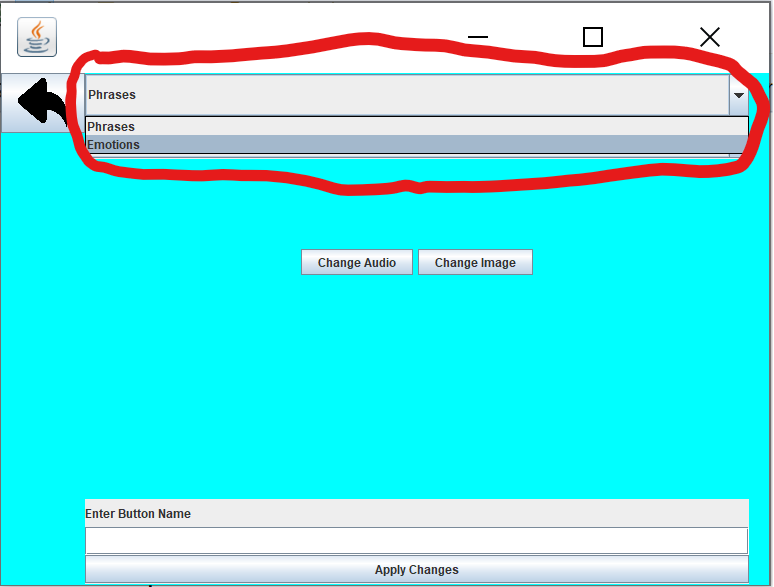 Phrases
Phrases
Emotions
Change Audio Change Image
Enter Button Name
Apply Changes